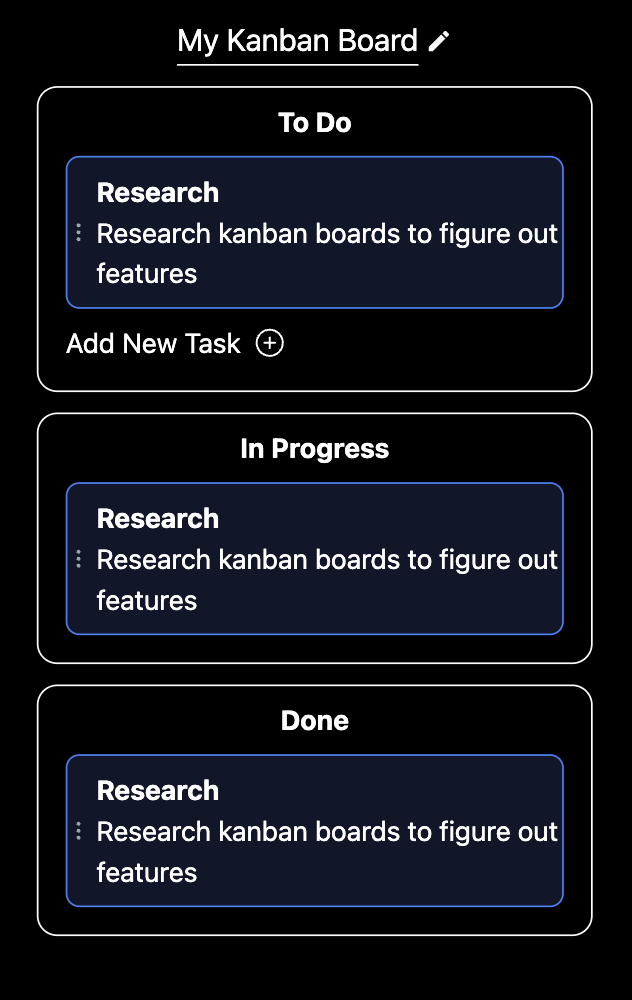 My Kanban Board
To Do
Research
Research kanban boards to figure out
features
Add New Task
In Progress
Research
Research kanban boards to figure out
features
Done
Research
Research kanban boards to figure out
features